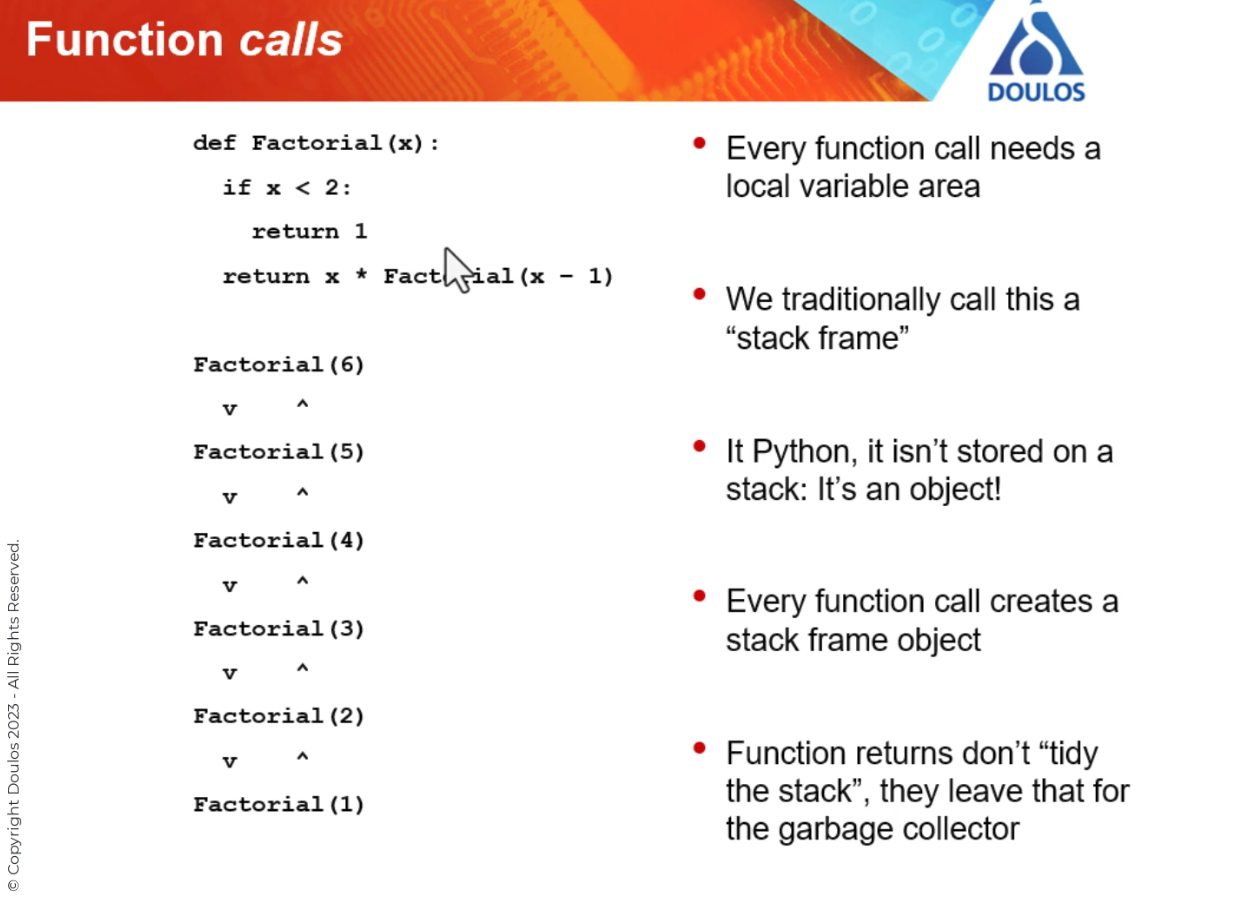 Function calls
DOULOS
def Factorial(x):
if x < 2:
return 1
return x * Factorial(x - 1)
Factorial(6)
v ^
Factorial(5)
v ^
Factorial(4)
v ^
Factorial(3)
v ^
Factorial(2)
v ^
Factorial(1)
• Every function call needs a
local variable area
• We traditionally call this a
“stack frame”
• It Python, it isn’t stored on a
stack: It’s an object!
• Every function call creates a
stack frame object
• Function returns don’t “tidy
the stack”, they leave that for
the garbage collector
© Copyright Doulos 2023 - All Rights Reserved.